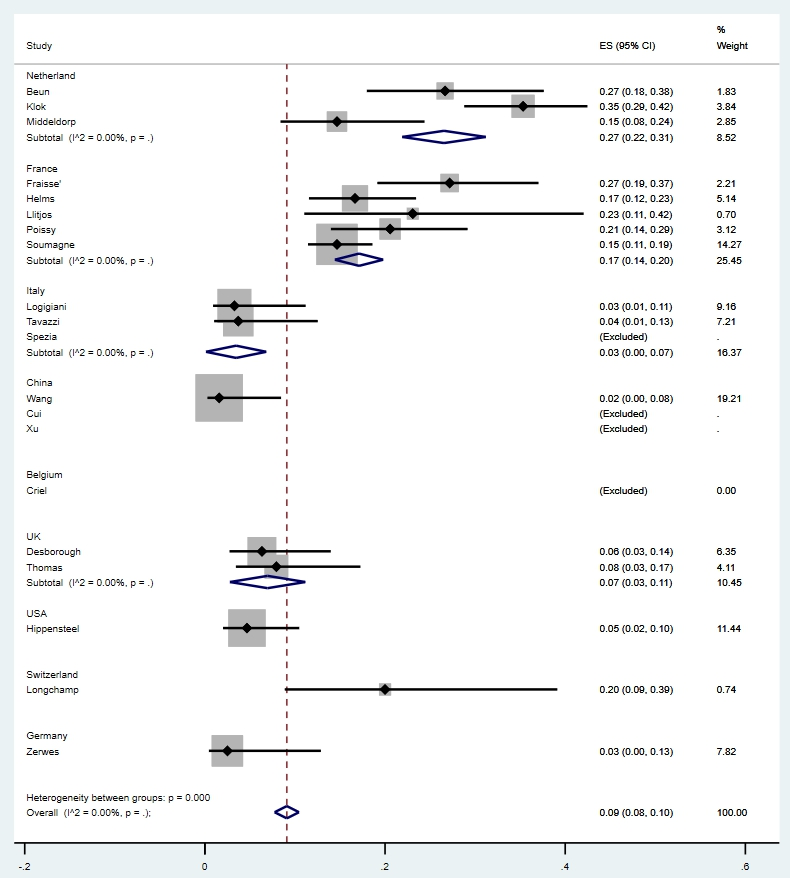 %
Study ES (95% CI) Weight
Netherland
Beun 0.27 (0.18, 0.38) 1.83
Klok 0.35 (0.29, 0.42) 3.84
Middeldorp 0.15 (0.08, 0.24) 2.85
Subtotal (I^2 = 0.00%, p = .) 0.27 (0.22, 0.31) 8.52
France
Fraisse' 0.27 (0.19, 0.37) 2.21
Helms 0.17 (0.12, 0.23) 5.14
Llitjos 0.23 (0.11, 0.42) 0.70
Poissy 0.21 (0.14, 0.29) 3.12
Soumagne 0.15 (0.11, 0.19) 14.27
Subtotal (I^2 = 0.00%, p = .) 0.17 (0.14, 0.20) 25.45
Italy
Logigiani 0.03 (0.01, 0.11) 9.16
Tavazzi 0.04 (0.01, 0.13) 7.21
Spezia (Excluded) .
Subtotal (I^2 = 0.00%, p = .) 0.03 (0.00, 0.07) 16.37
China
Wang 0.02 (0.00, 0.08) 19.21
Cui (Excluded) .
Xu (Excluded) .
Belgium
Criel (Excluded) 0.00
UK
Desborough 0.06 (0.03, 0.14) 6.35
Thomas 0.08 (0.03, 0.17) 4.11
Subtotal (I^2 = 0.00%, p = .) 0.07 (0.03, 0.11) 10.45
USA
Hippensteel 0.05 (0.02, 0.10) 11.44
Switzerland
Longchamp 0.20 (0.09, 0.39) 0.74
Germany
Zerwes 0.03 (0.00, 0.13) 7.82
Heterogeneity between groups: p = 0.000
Overall (I^2 = 0.00%, p = .); 0.09 (0.08, 0.10) 100.00
-.2 0 .2 .4 .6